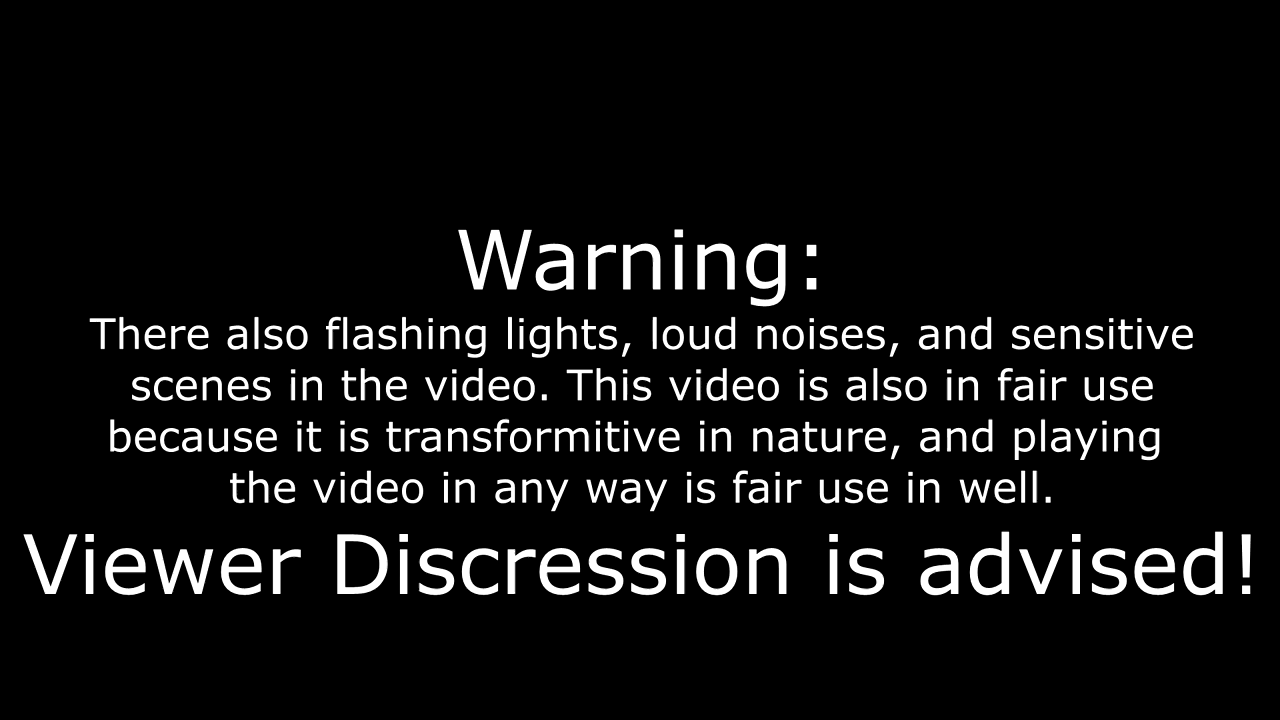 Warning:
There also flashing lights, loud noises, and sensitive
scenes in the video. This video is also in fair use
because it is transformitive in nature, and playing
the video in any way is fair use in well.
Viewer Discression is advised!